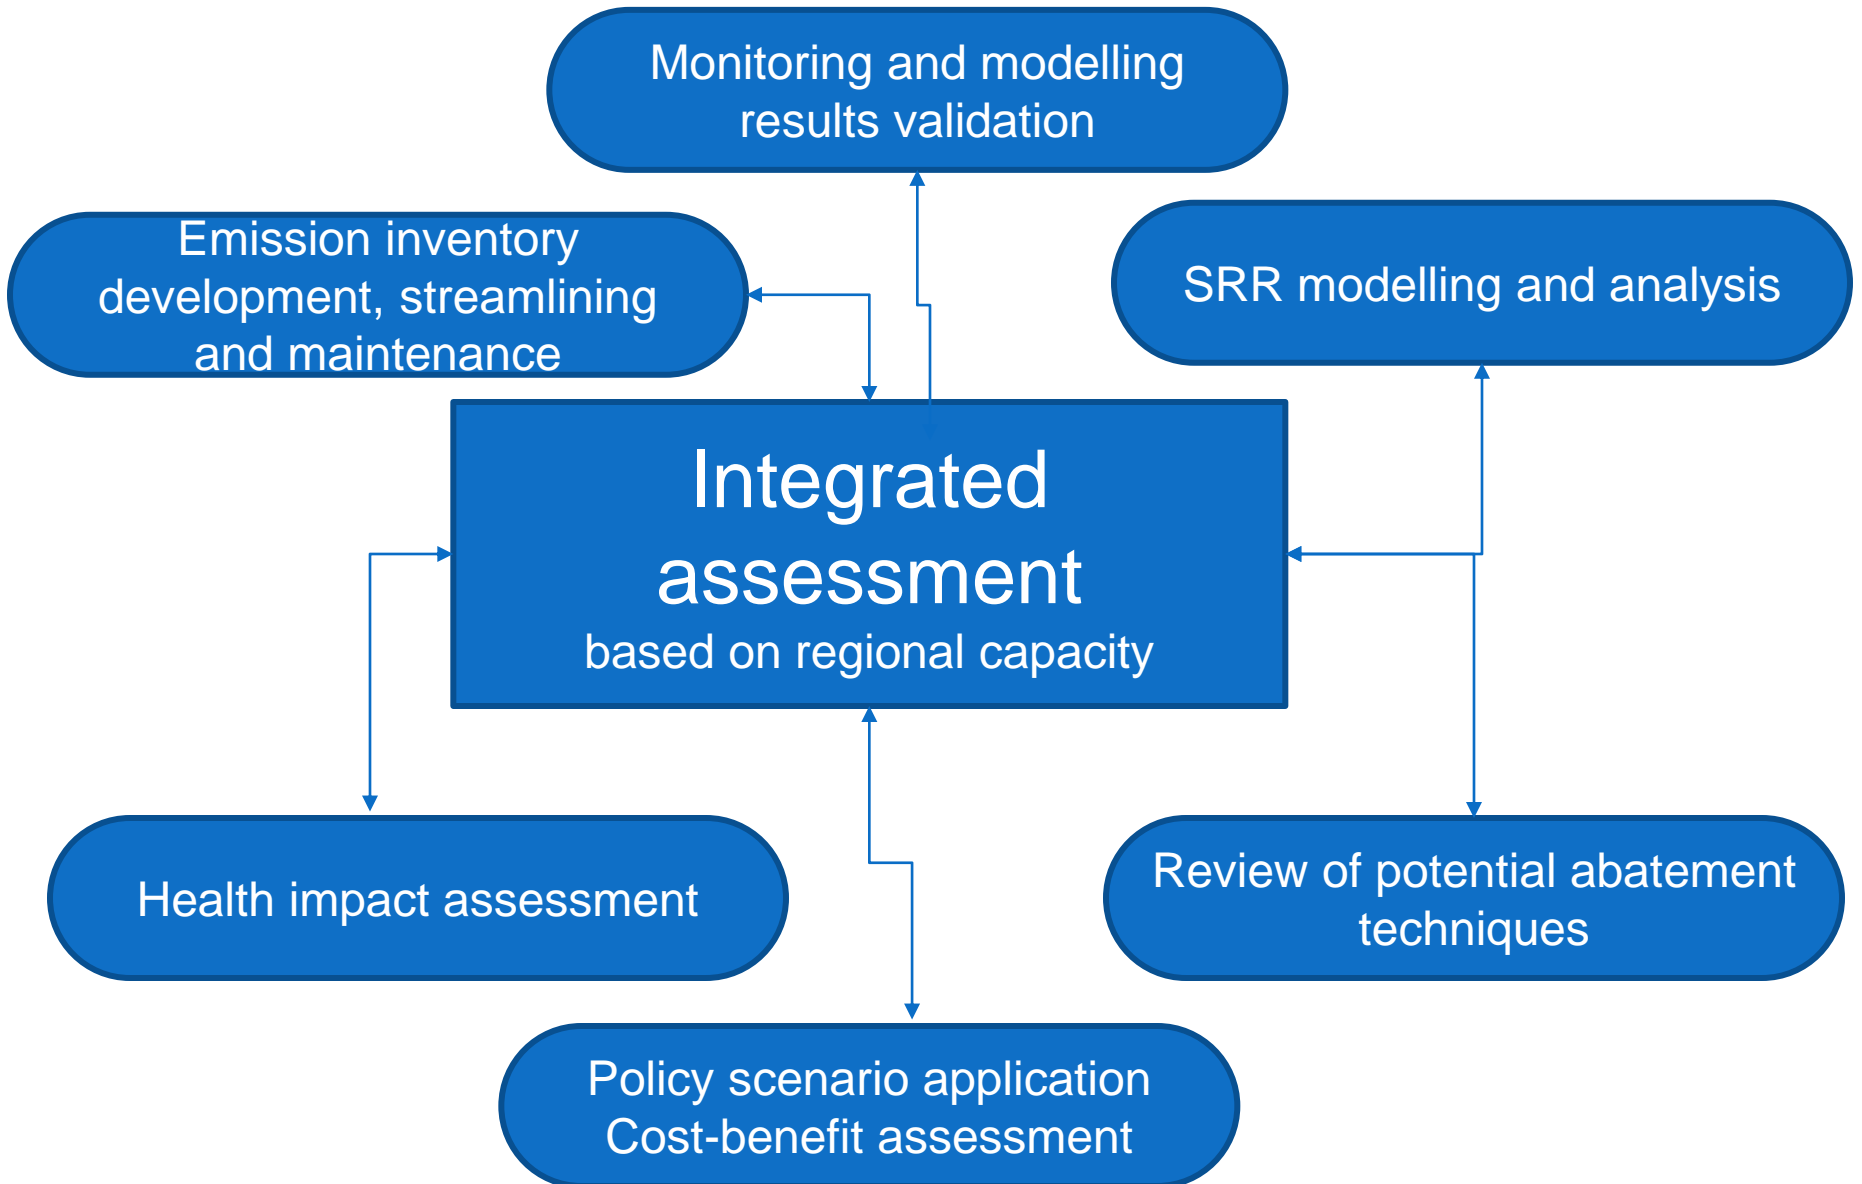 Monitoring and modelling
results validation
Emission inventory
development, streamlining
and maintenance
SRR modelling and analysis
Integrated
assessment
based on regional capacity
Health impact assessment
Review of potential abatement
techniques
Policy scenario application
Cost-benefit assessment